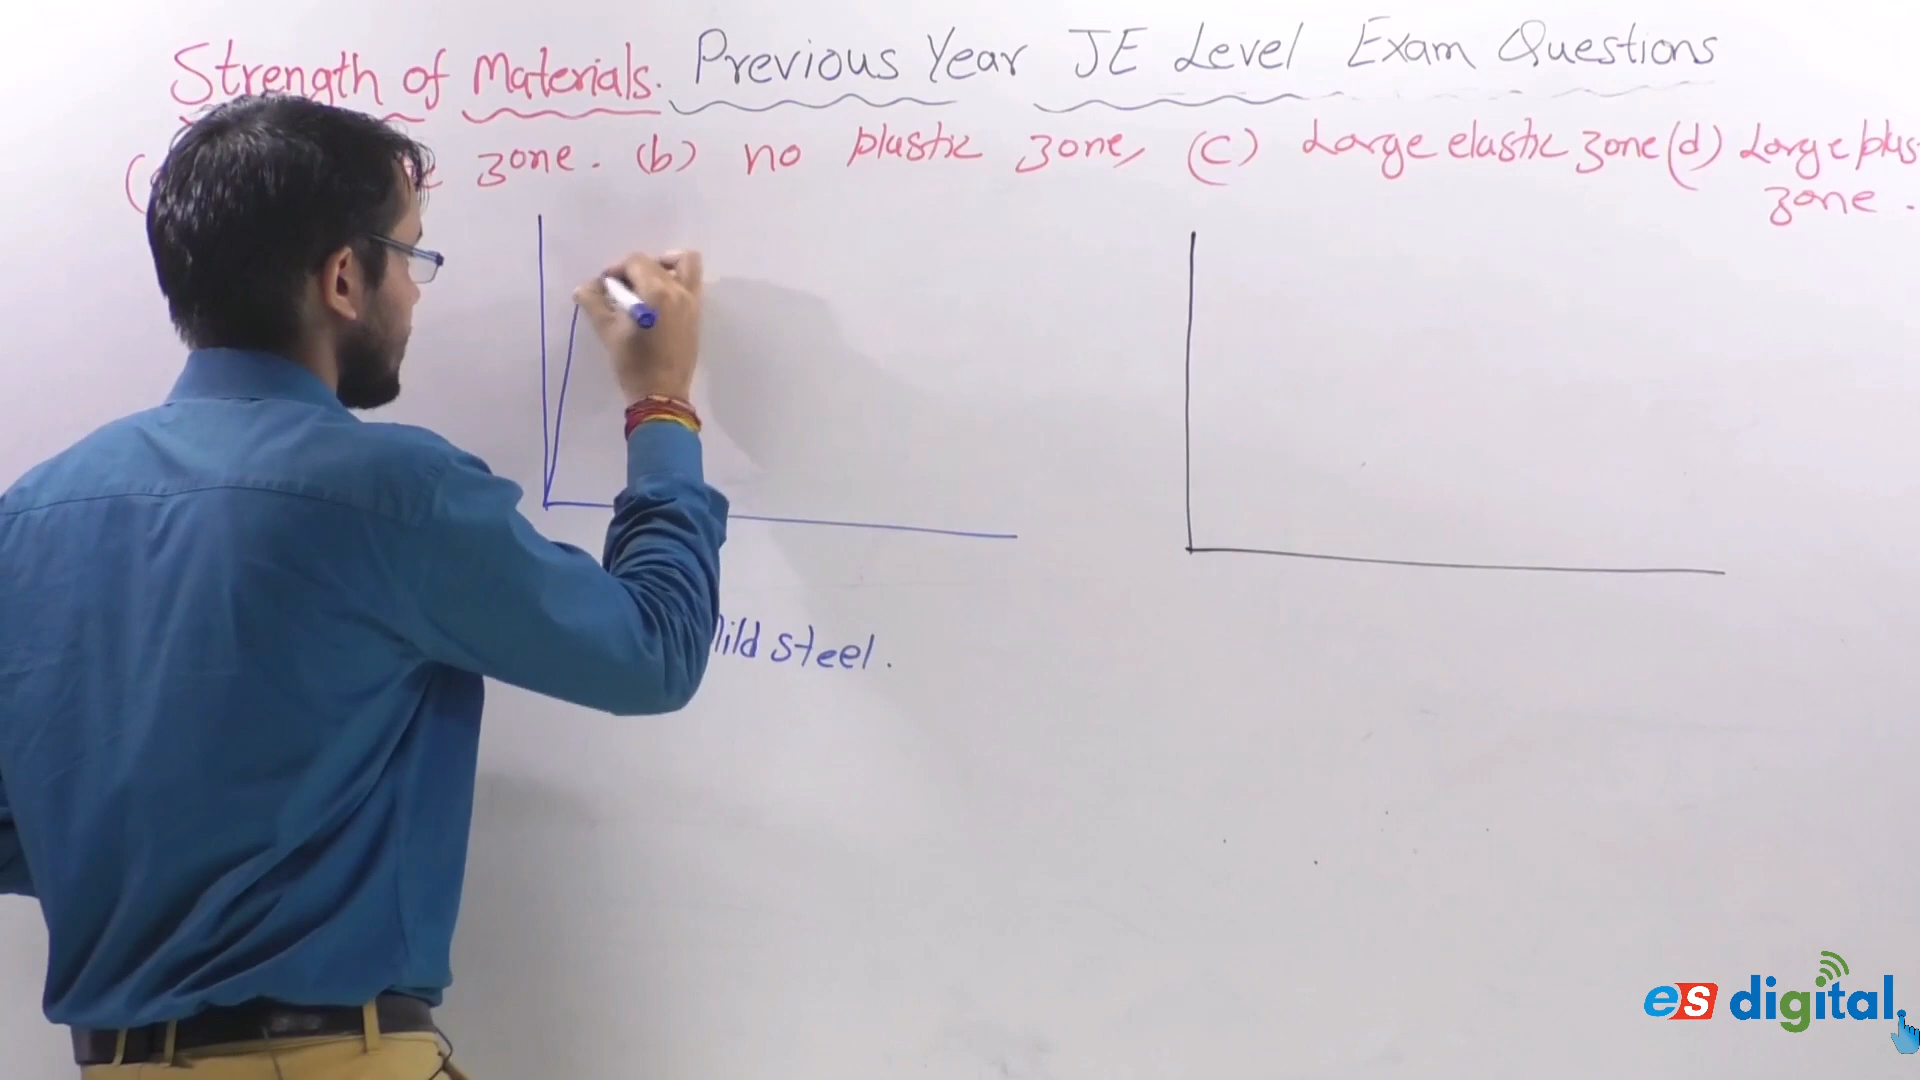 Strength of Materials. Previous Year JE Level Exam Questions
( zone. (b) no plastic zone, (c) Large elastic zone (d) Large plas
zone.
ild steel.
es digital.